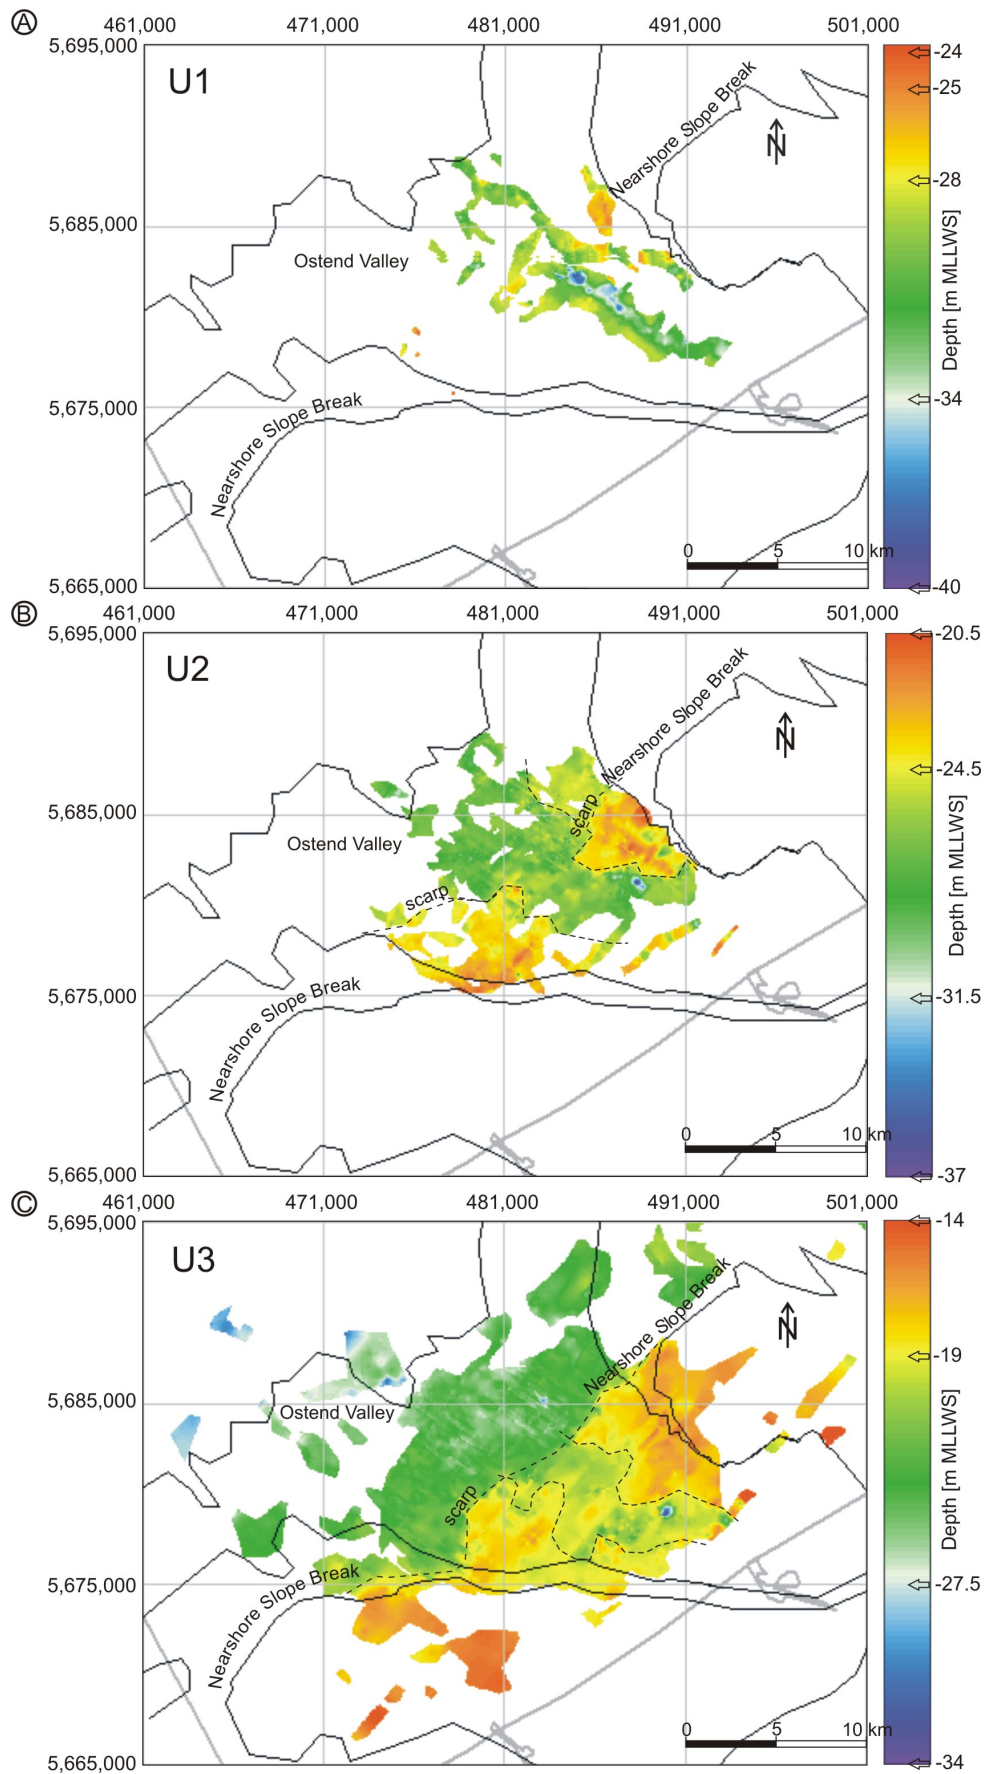 A
461,000 471,000 481,000 491,000 501,000
5,695,000
5,685,000
5,675,000
5,665,000
U1
Nearshore Slope Break
N
Ostend Valley
Nearshore Slope Break
0 5 10 km
-24
-25
-28
-34
-40
Depth [m MLLWS]
B
461,000 471,000 481,000 491,000 501,000
5,695,000
5,685,000
5,675,000
5,665,000
U2
Nearshore Slope Break
N
scarp
Ostend Valley
scarp
Nearshore Slope Break
0 5 10 km
-20.5
-24.5
-31.5
-37
Depth [m MLLWS]
C
461,000 471,000 481,000 491,000 501,000
5,695,000
5,685,000
5,675,000
5,665,000
U3
Nearshore Slope Break
N
Ostend Valley
scarp
Nearshore Slope Break
0 5 10 km
-14
-19
-27.5
-34
Depth [m MLLWS]